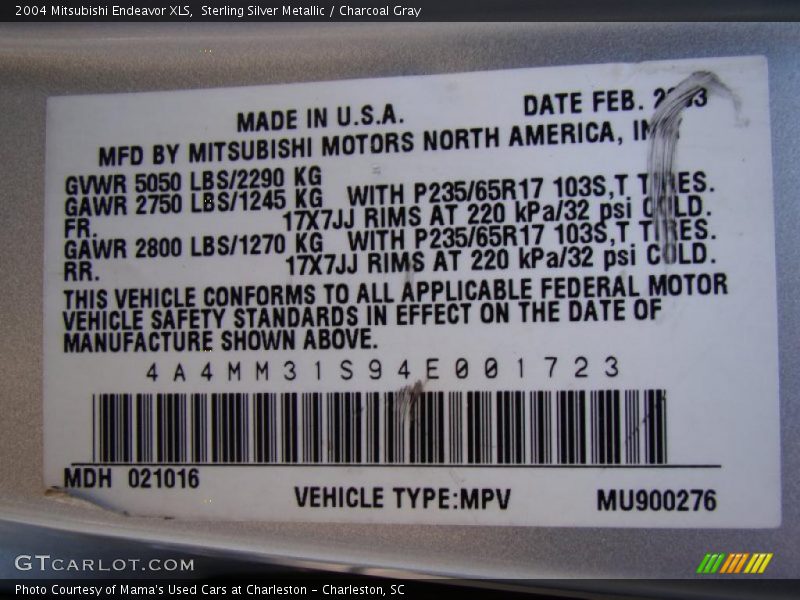 2004 Mitsubishi Endeavor XLS,  Sterling Silver Metallic / Charcoal Gray
MADE IN U.S.A.
DATE FEB.
MFD BY MITSUBISHI MOTORS NORTH AMERICA,
GVWR 5050 LBS/2290 KG
GAWR 2750 LBS/1245 KG WITH P235/65R17 103S,T TIRES.
FR. 17X7JJ RIMS AT 220 kPa/32 psi COLD.
GAWR 2800 LBS/1270 KG WITH P235/65R17 103S,T TIRES.
RR. 17X7JJ RIMS AT 220 kPa/32 psi COLD.
THIS VEHICLE CONFORMS TO ALL APPLICABLE FEDERAL MOTOR
VEHICLE SAFETY STANDARDS IN EFFECT ON THE DATE OF
MANUFACTURE SHOWN ABOVE.
4A4MM31S94E001723
MDH 021016
VEHICLE TYPE:MPV
MU900276
GTCARLOT.COM
Photo Courtesy of Mama's Used Cars at Charleston - Charleston, SC